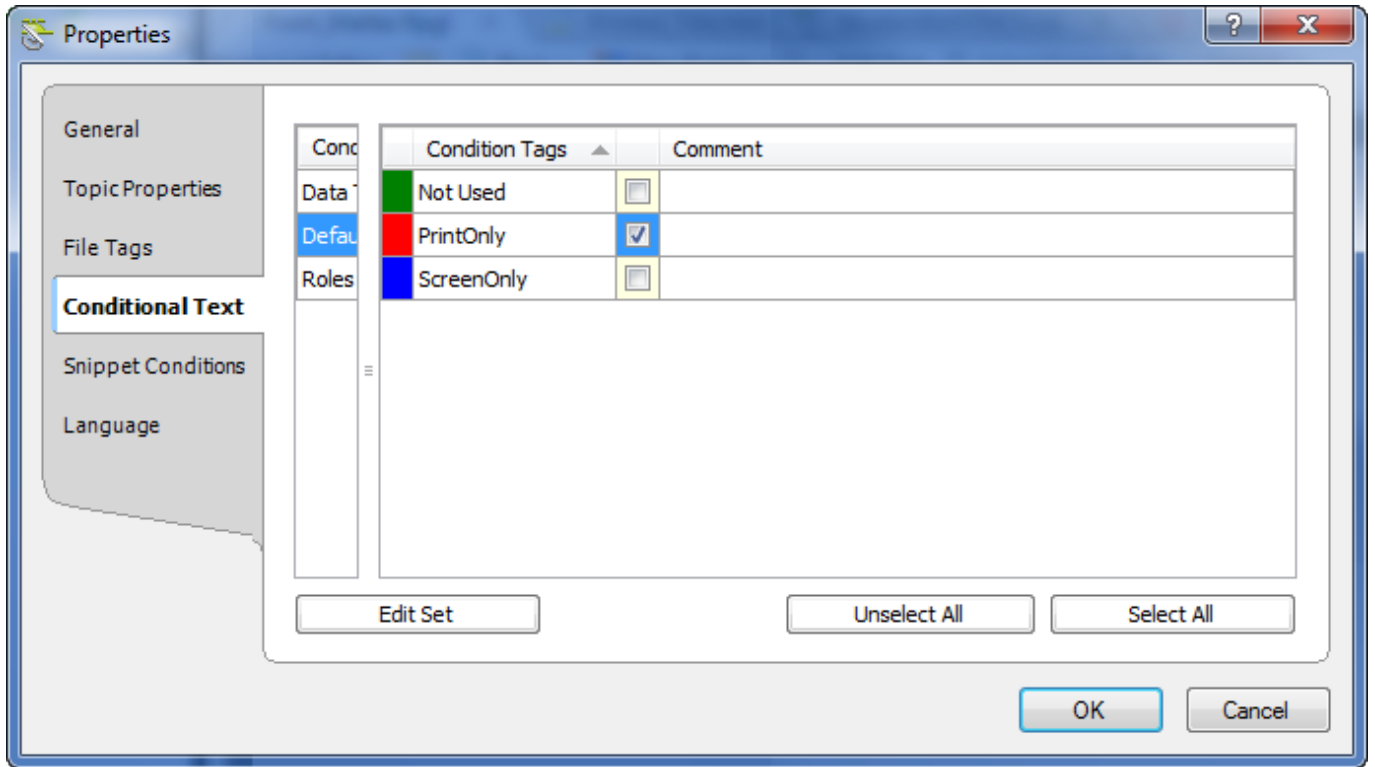 Properties
?
General
Topic Properties
File Tags
Conditional Text
Snippet Conditions
Language
Cond
Condition Tags
Comment
Data
Not Used
Defau
PrintOnly
Roles
ScreenOnly
Edit Set
Unselect All
Select All
OK
Cancel